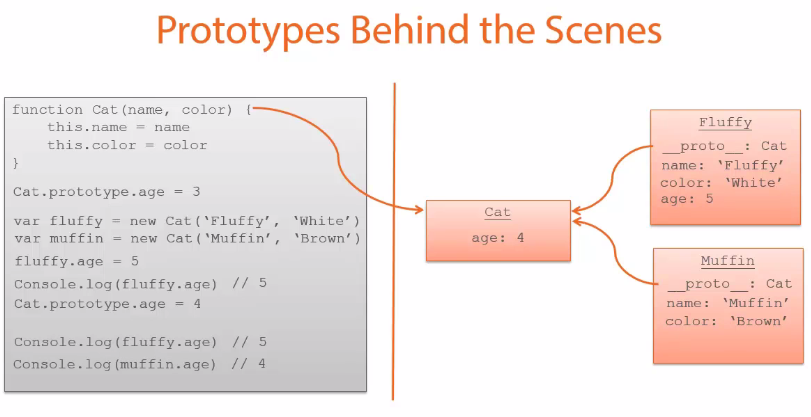 Prototypes Behind the Scenes
function Cat(name, color) {
this.name = name
this.color = color
}
Cat.prototype.age = 3
var fluffy = new Cat(‘Fluffy’, ‘White’)
var muffin = new Cat(‘Muffin’, ‘Brown’)
fluffy.age = 5
Console.log(fluffy.age) // 5
Cat.prototype.age = 4
Console.log(fluffy.age) // 5
Console.log(muffin.age) // 4
Cat
age: 4
Fluffy
__proto__: Cat
name: ‘Fluffy’
color: ‘White’
age: 5
Muffin
__proto__: Cat
name: ‘Muffin’
color: ‘Brown’